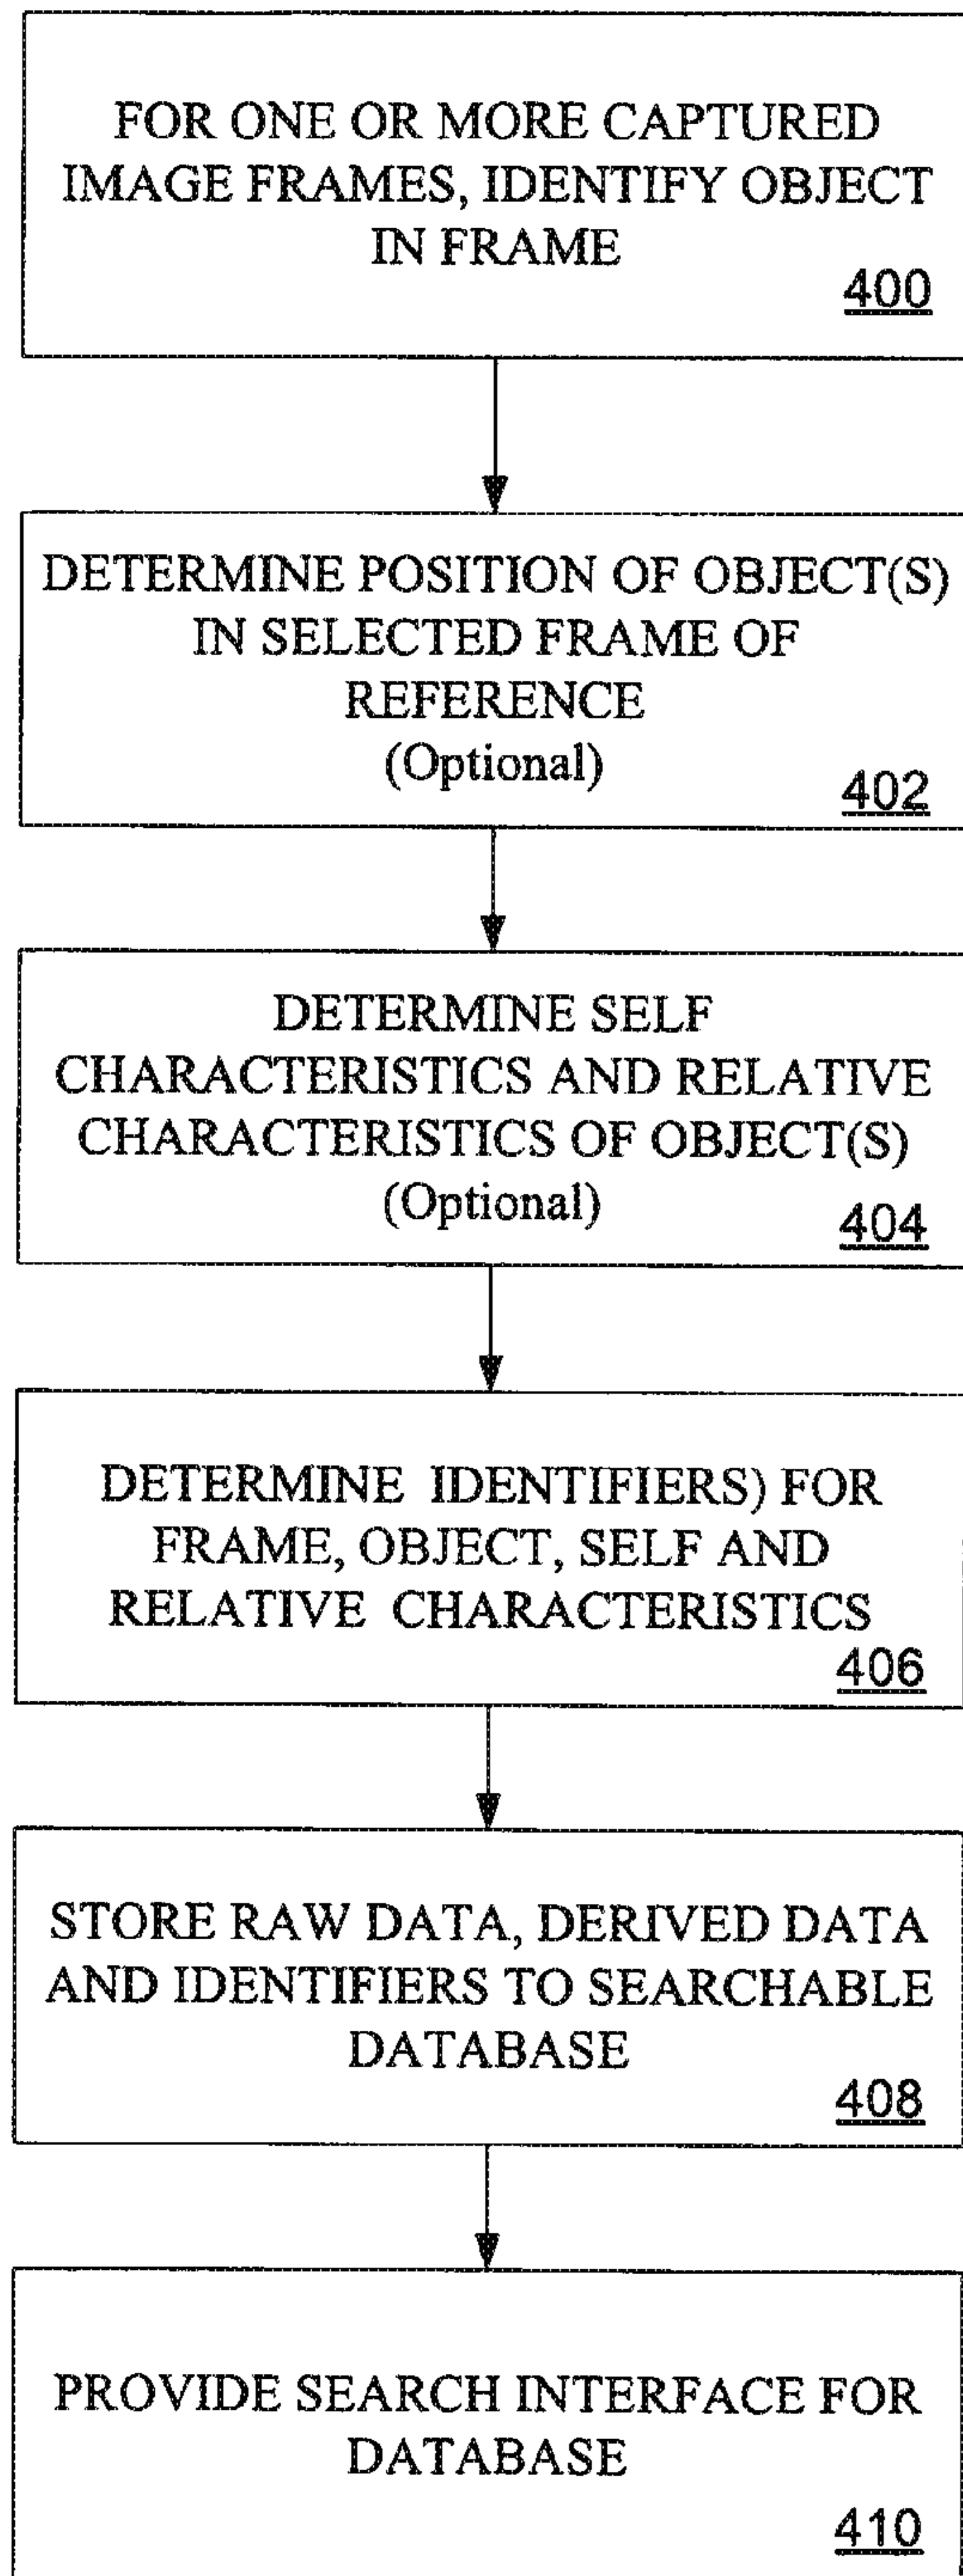 FOR ONE OR MORE CAPTURED
IMAGE FRAMES, IDENTIFY OBJECT
IN FRAME
400
DETERMINE POSITION OF OBJECT(S)
IN SELECTED FRAME OF
REFERENCE
(Optional)
402
DETERMINE SELF
CHARACTERISTICS AND RELATIVE
CHARACTERISTICS OF OBJECT(S)
(Optional)
404
DETERMINE IDENTIFIERS) FOR
FRAME, OBJECT, SELF AND
RELATIVE CHARACTERISTICS
406
STORE RAW DATA, DERIVED DATA
AND IDENTIFIERS TO SEARCHABLE
DATABASE
408
PROVIDE SEARCH INTERFACE FOR
DATABASE
410